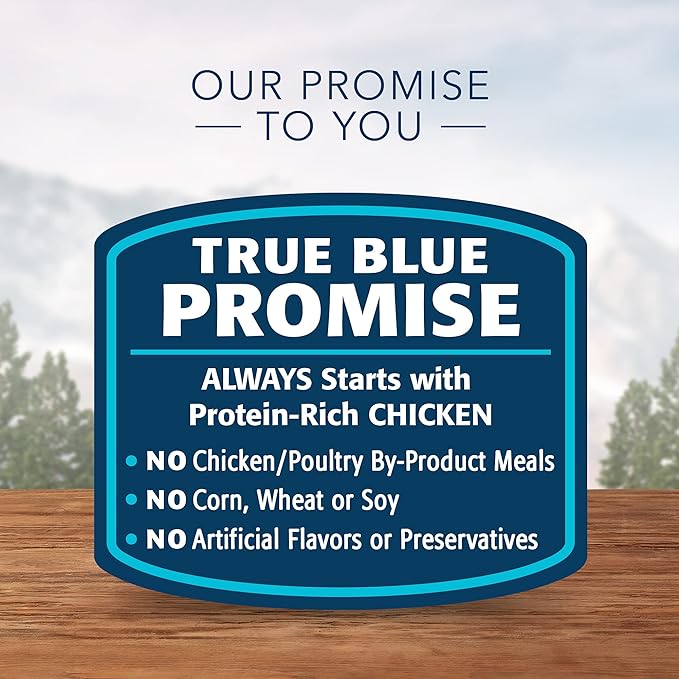 OUR PROMISE
TO YOU
TRUE BLUE
PROMISE
ALWAYS Starts with
Protein-Rich CHICKEN
• NO Chicken/Poultry By-Product Meals
• NO Corn, Wheat or Soy
• NO Artificial Flavors or Preservatives